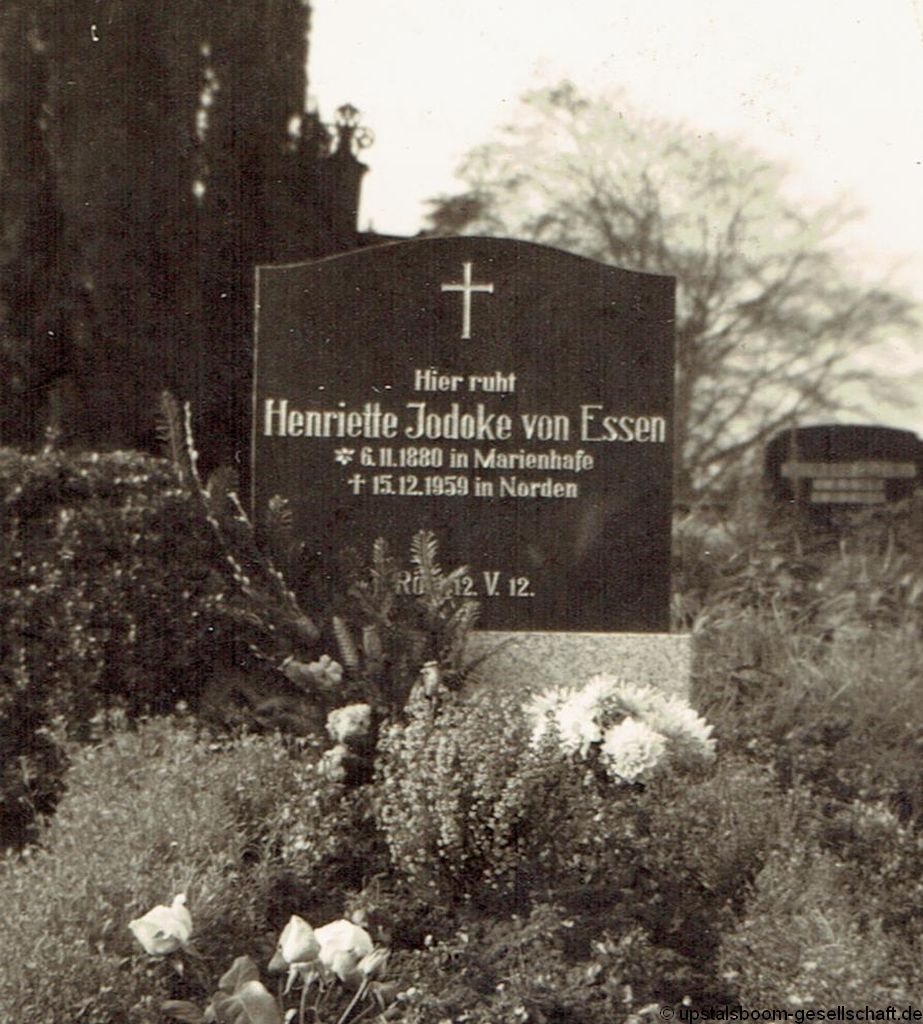 Hier ruht
Henriette Jodoke von Essen
* 6.11.1880 in Marienhafe
† 15.12.1959 in Norden
12. V. 12.
© upstalsboom-gesellschaft.de